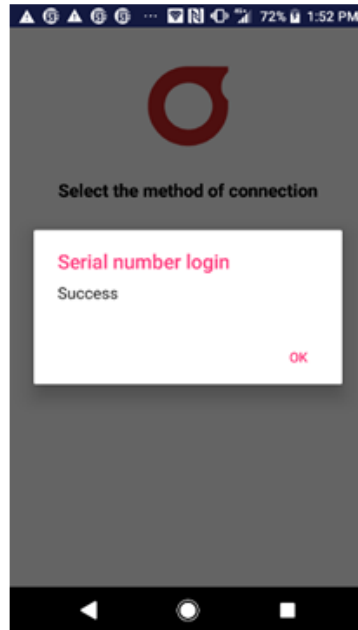 72% 1:52 PM
Select the method of connection
Serial number login
Success
OK